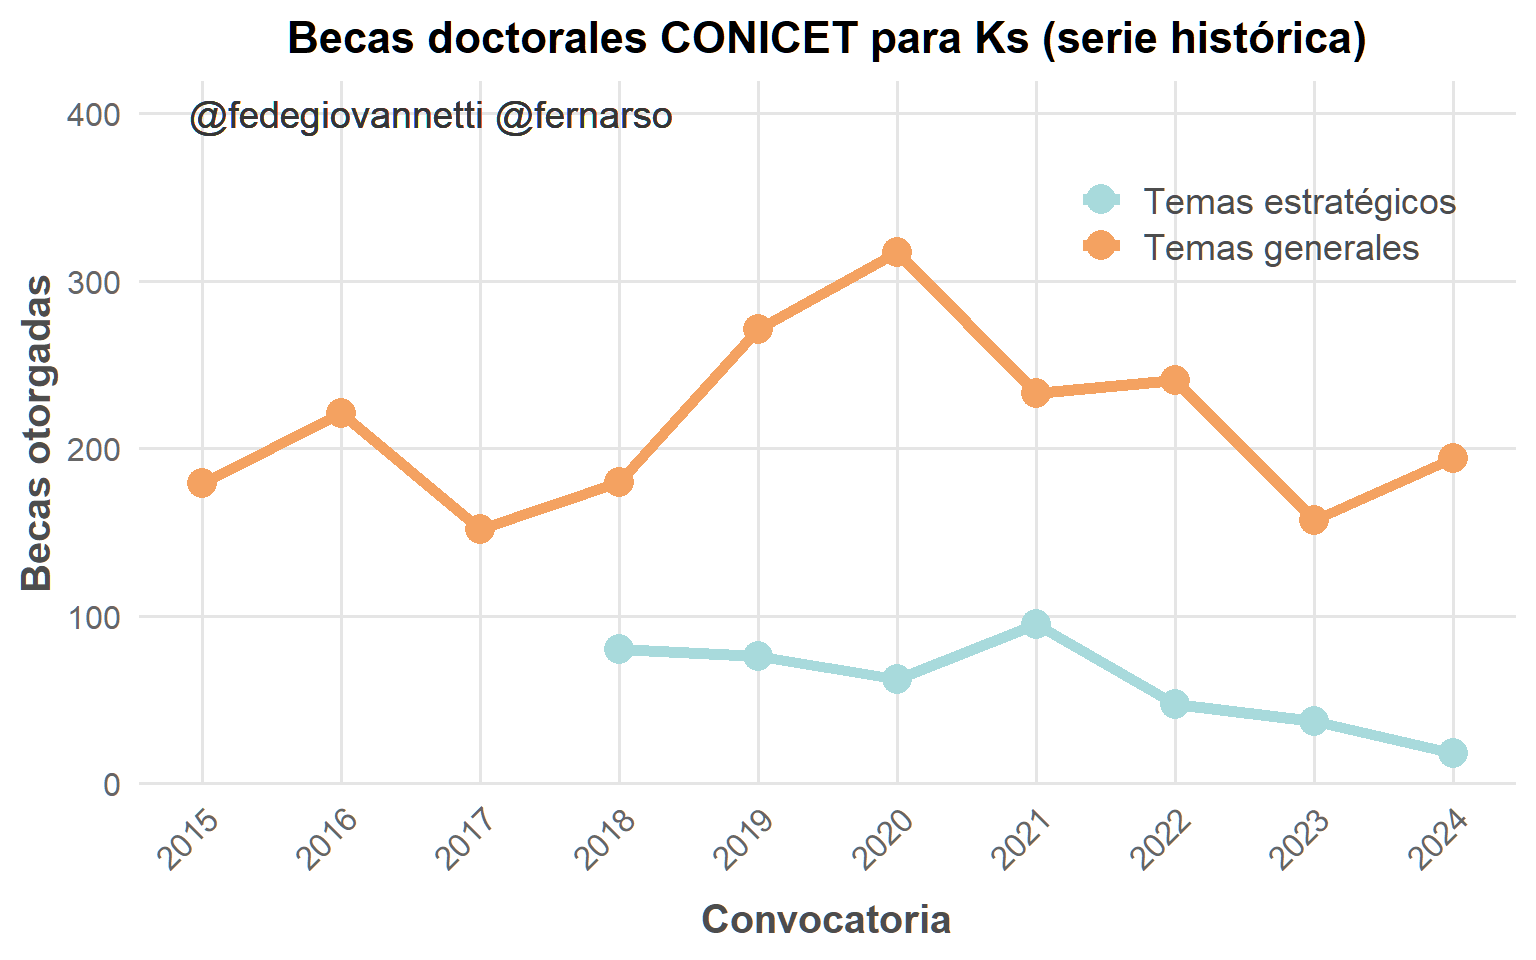 Becas doctorales CONICET para Ks (serie histórica)
@fedegiovannetti @fernarso
Temas estratégicos
Temas generales
Becas otorgadas
400
300
200
100
0
2015
2016
2017
2018
2019
2020
2021
2022
2023
2024
Convocatoria